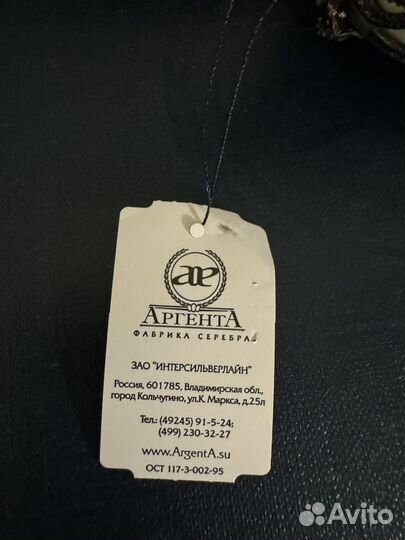 ae
АРГЕНТА
ФАБРИКА СЕРЕБРА
ЗАО "ИНТЕРСИЛЬВЕРЛАЙН"
Россия, 601785, Владимирская обл.,
город Кольчугино, ул.К. Маркса, д.25л
Тел.: (49245) 91-5-24;
(499) 230-32-27
www.ArgentA.su
ОСТ 117-3-002-95
Avito